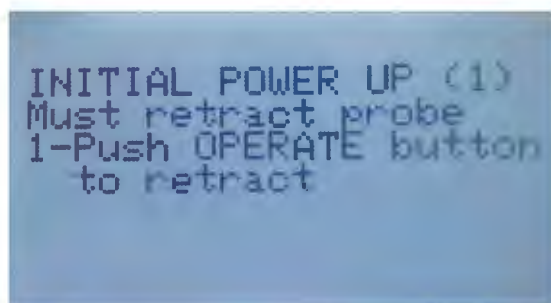 INITIAL POWER UP (1)
Must retract probe
1-Push OPERATE button
to retract